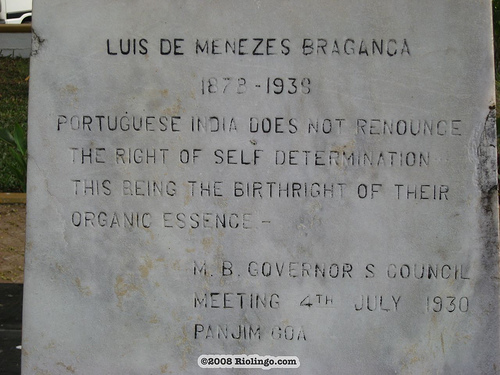 LUIS DE MENEZES BRAGANCA
1878-1938
PORTUGUESE INDIA DOES NOT RENOUNCE
THE RIGHT OF SELF DETERMINATION
THIS BEING THE BIRTHRIGHT OF THEIR
ORGANIC ESSENCE -
M. B. GOVERNOR S COUNCIL
MEETING 4TH JULY 1930
PANJIM GOA
©2008 Riolingo.com